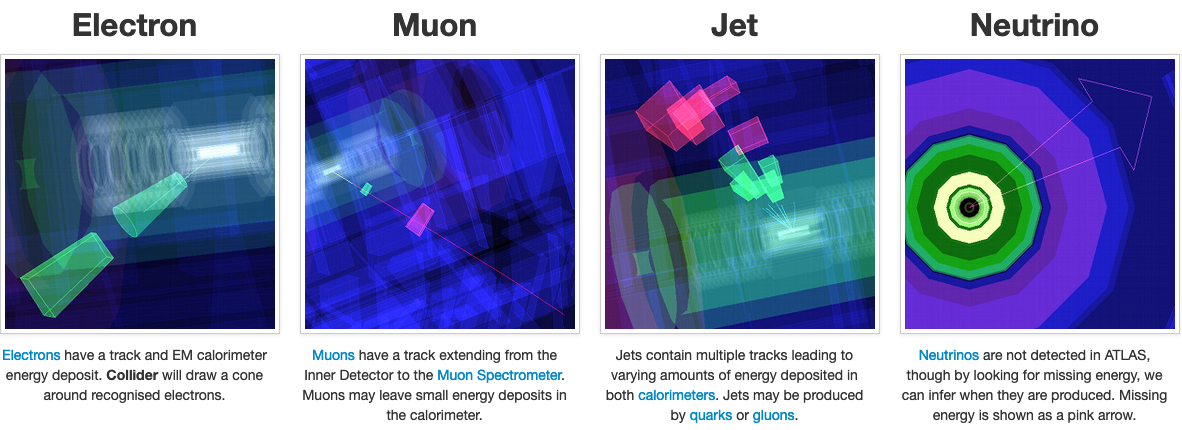 Electron
Muon
Jet
Neutrino
Electrons have a track and EM calorimeter
energy deposit. Collider will draw a cone
around recognised electrons.
Muons have a track extending from the
Inner Detector to the Muon Spectrometer.
Muons may leave small energy deposits in
the calorimeter.
Jets contain multiple tracks leading to
varying amounts of energy deposited in
both calorimeters. Jets may be produced
by quarks or gluons.
Neutrinos are not detected in ATLAS,
though by looking for missing energy, we
can infer when they are produced. Missing
energy is shown as a pink arrow.